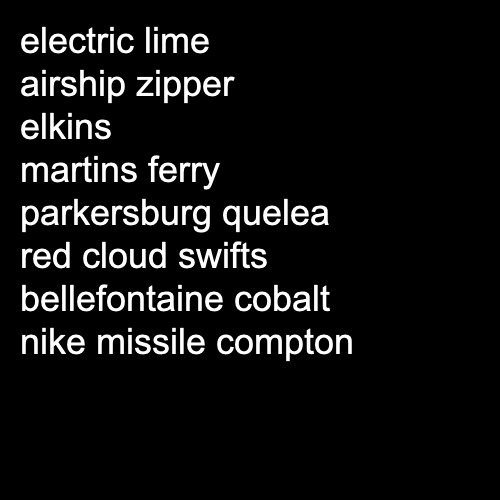 electric lime
airship zipper
elkins
martins ferry
parkersburg quelea
red cloud swifts
bellefontaine cobalt
nike missile compton